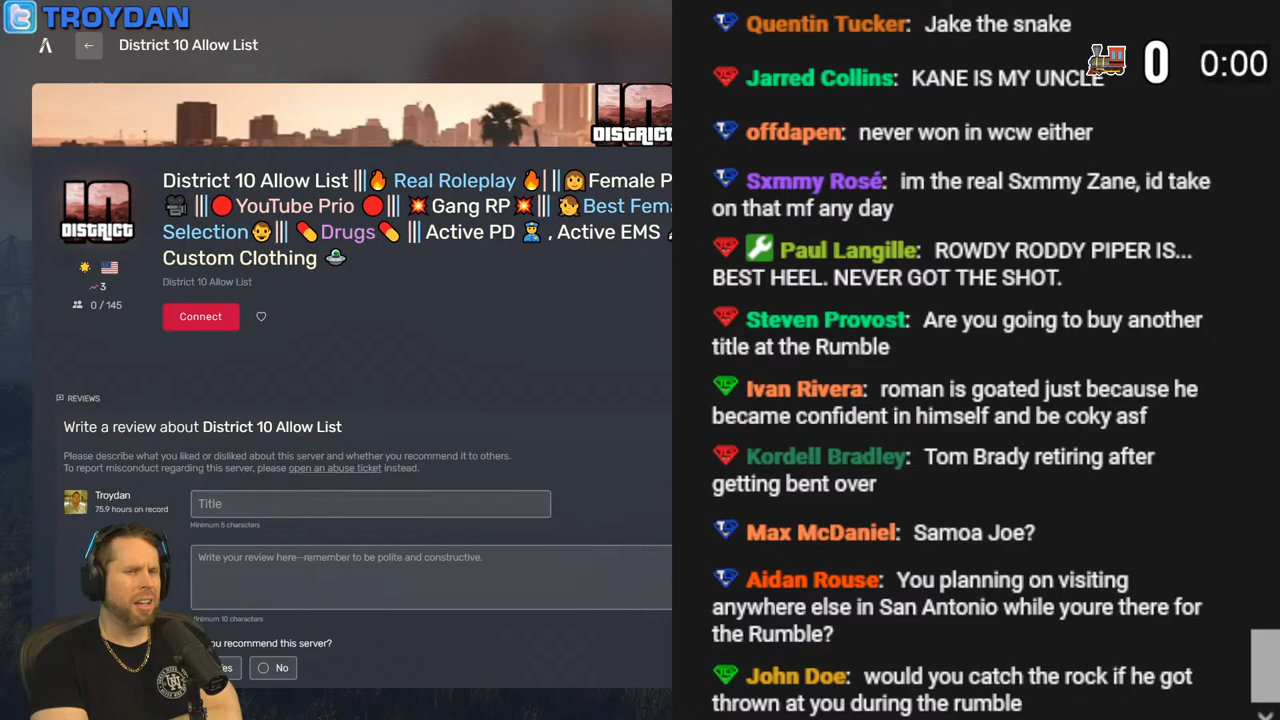 TROYDAN
District 10 Allow List
IN
DISTRICT
IN
DISTRICT
District 10 Allow List ||| Real Roleplay ||| Female P
||| YouTube Prio ||| Gang RP ||| Best Fema
Selection ||| Drugs ||| Active PD , Active EMS
Custom Clothing
District 10 Allow List
3
0 / 145
Connect
REVIEWS
Write a review about District 10 Allow List
Please describe what you liked or disliked about this server and whether you recommend it to others.
To report misconduct regarding this server, please open an abuse ticket instead.
Troydan
75.9 hours on record
Title
Minimum 5 characters
Write your review here—remember to be polite and constructive.
inimum 10 characters
you recommend this server?
es
No
Quentin Tucker: Jake the snake
0 0:00
Jarred Collins: KANE IS MY UNCLE
offdapen: never won in wcw either
Sxmmy Rosé: im the real Sxmmy Zane, id take
on that mf any day
Paul Langille: ROWDY RODDY PIPER IS...
BEST HEEL. NEVER GOT THE SHOT.
Steven Provost: Are you going to buy another
title at the Rumble
Ivan Rivera: roman is goated just because he
became confident in himself and be coky asf
Kordell Bradley: Tom Brady retiring after
getting bent over
Max McDaniel: Samoa Joe?
Aidan Rouse: You planning on visiting
anywhere else in San Antonio while youre there for
the Rumble?
John Doe: would you catch the rock if he got
thrown at you during the rumble